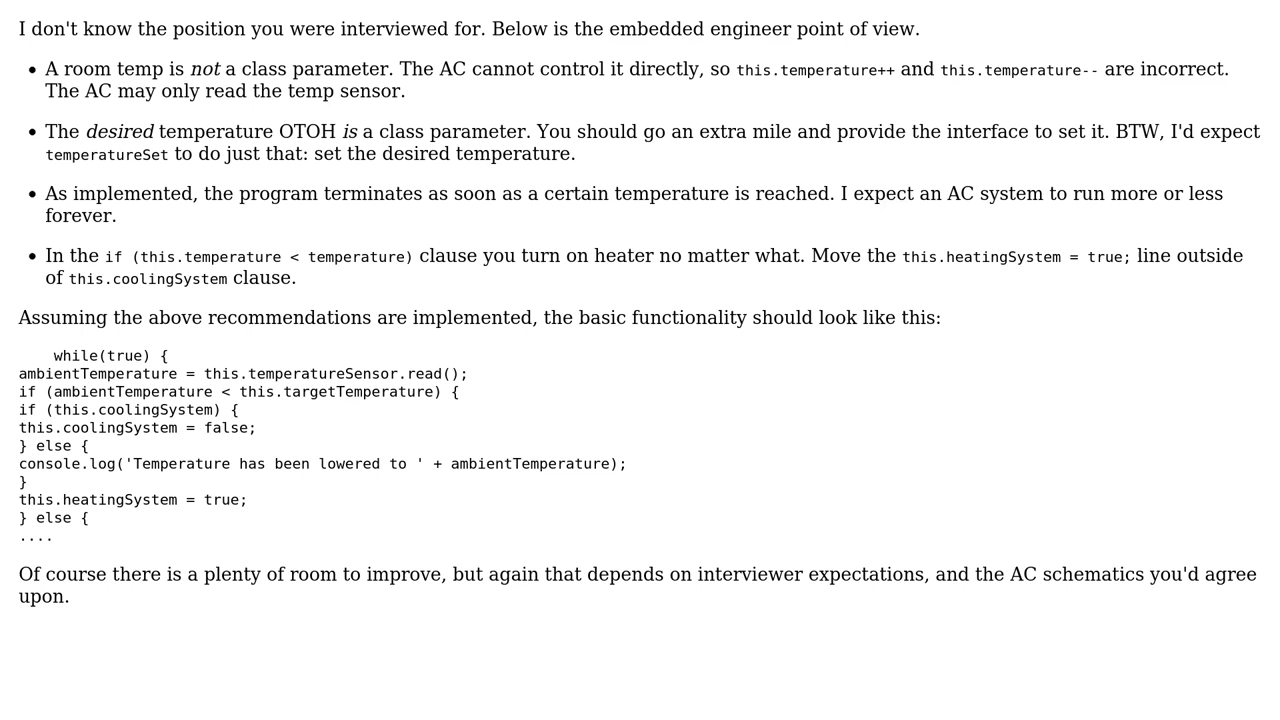 I don't know the position you were interviewed for. Below is the embedded engineer point of view.
• A room temp is not a class parameter. The AC cannot control it directly, so this.temperature++ and this.temperature-- are incorrect.
The AC may only read the temp sensor.
• The desired temperature OTOH is a class parameter. You should go an extra mile and provide the interface to set it. BTW, I'd expect
temperatureSet to do just that: set the desired temperature.
• As implemented, the program terminates as soon as a certain temperature is reached. I expect an AC system to run more or less
forever.
• In the if (this.temperature < temperature) clause you turn on heater no matter what. Move the this.heatingSystem = true; line outside
of this.coolingSystem clause.
Assuming the above recommendations are implemented, the basic functionality should look like this:
    while(true) {
ambientTemperature = this.temperatureSensor.read();
if (ambientTemperature < this.targetTemperature) {
if (this.coolingSystem) {
this.coolingSystem = false;
} else {
console.log('Temperature has been lowered to ' + ambientTemperature);
}
this.heatingSystem = true;
} else {
....
Of course there is a plenty of room to improve, but again that depends on interviewer expectations, and the AC schematics you'd agree
upon.